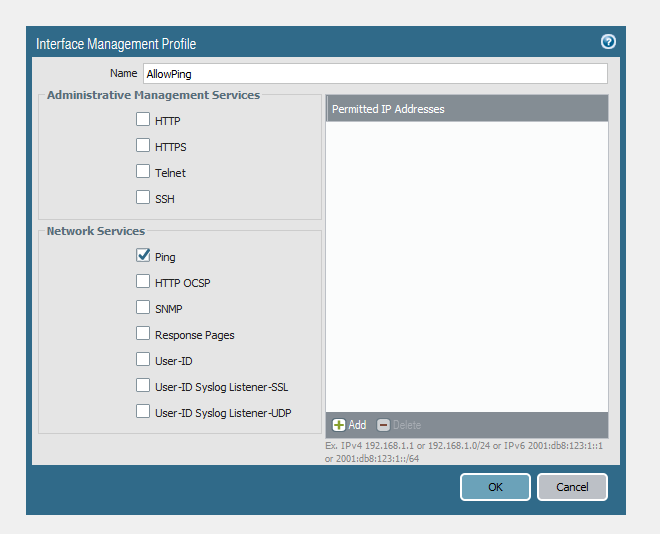 Interface Management Profile
Name AllowPing
Administrative Management Services
HTTP
HTTPS
Telnet
SSH
Network Services
Ping
HTTP OCSP
SNMP
Response Pages
User-ID
User-ID Syslog Listener-SSL
User-ID Syslog Listener-UDP
Permitted IP Addresses
Add Delete
Ex. IPv4 192.168.1.1 or 192.168.1.0/24 or IPv6 2001:db8:123:1::1
or 2001:db8:123:1::/64
OK Cancel